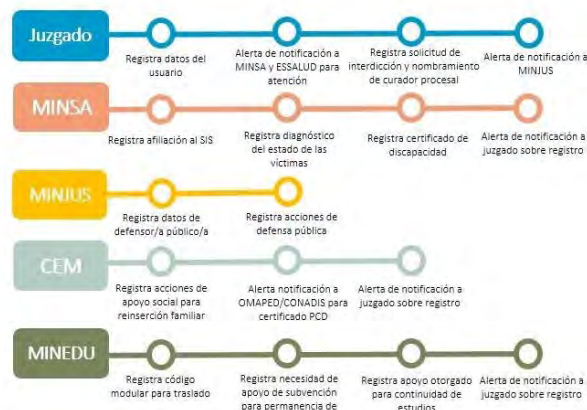 Juzgado
Registra datos del
usuario
Alerta de notificación a
MINSA y ESSALUD para
atención
Registra solicitud de
interdicción y nombramiento
de curador procesal
Alerta de notificación a
MINJUS
MINSA
Registra afiliación al SIS
Registra diagnóstico
del estado de las
víctimas
Registra certificado de
discapacidad
Alerta de notificación a
juzgado sobre registro
MINJUS
Registra datos de
defensor/a público/a
Registra acciones de
defensa pública
CEM
Registra acciones de
apoyo social para
reinserción familiar
Alerta notificación a
OMAPED/CONADIS para
certificado PCD
Alerta de notificación a
juzgado sobre registro
MINEDU
Registra código
modular para traslado
Registra necesidad de
apoyo de subvención
para permanencia de
Registra apoyo otorgado
para continuidad de
estudios
Alerta de notificación a
juzgado sobre registro